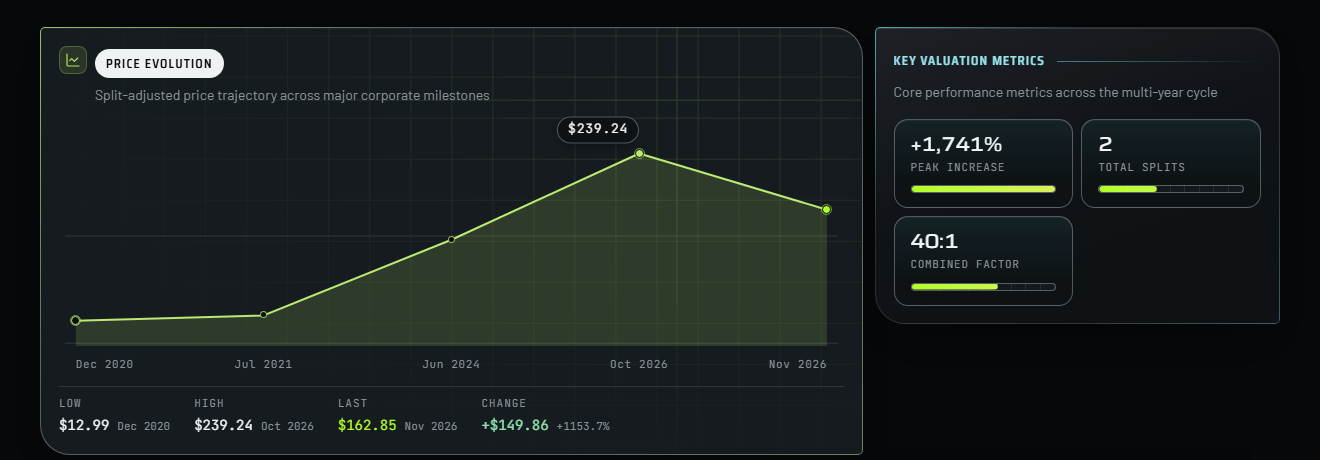 PRICE EVOLUTION
Split-adjusted price trajectory across major corporate milestones
$239.24
Dec 2020 Jul 2021 Jun 2024 Oct 2026 Nov 2026
LOW HIGH LAST CHANGE
$12.99 Dec 2020 $239.24 Oct 2026 $162.85 Nov 2026 +$149.86 +1153.7%
KEY VALUATION METRICS
Core performance metrics across the multi-year cycle
+1,741%
PEAK INCREASE
2
TOTAL SPLITS
40:1
COMBINED FACTOR